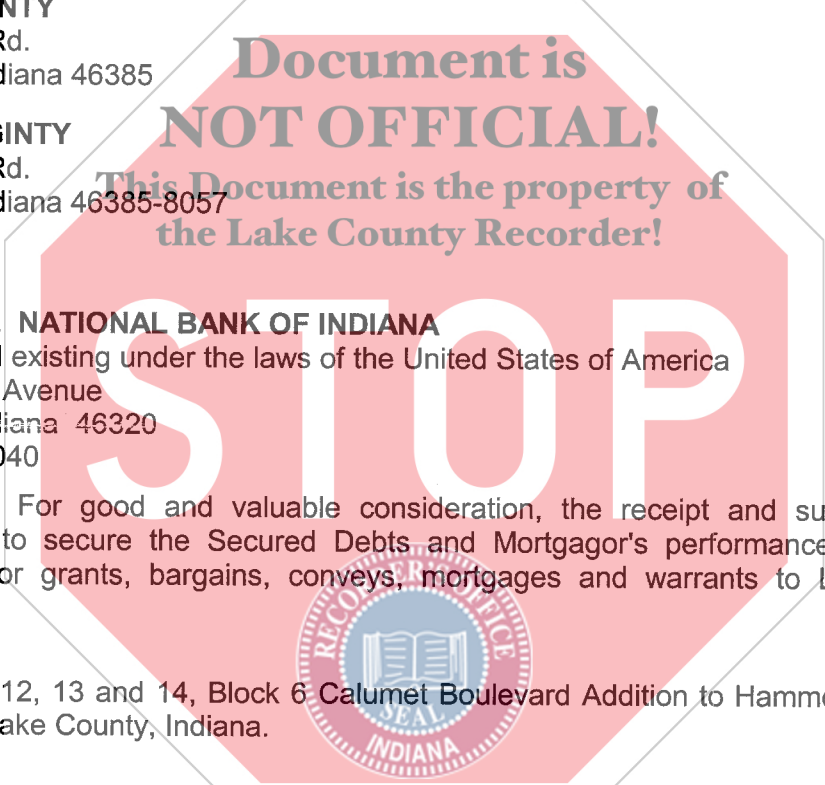 NTY
Rd.
diana 46385
GINTY
Rd.
diana 46385-8057
Document is
NOT OFFICIAL!
This Document is the property of
the Lake County Recorder!
STOP
NATIONAL BANK OF INDIANA
existing under the laws of the United States of America
Avenue
diana 46320
040
For good and valuable consideration, the receipt and su
to secure the Secured Debts and Mortgagor's performance
or grants, bargains, conveys, mortgages and warrants to L
RECORDER'S OFFICE
SEAL
INDIANA
12, 13 and 14, Block 6 Calumet Boulevard Addition to Hamm
ake County, Indiana.